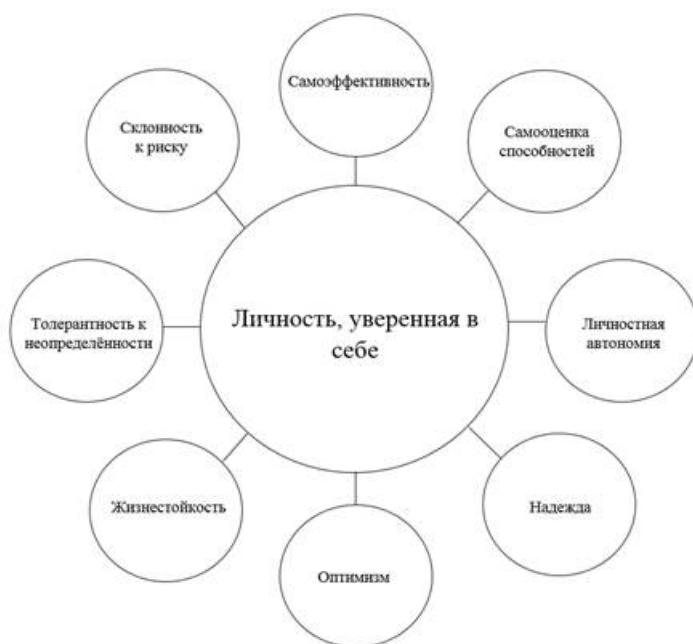 Самоэффективность
Склонность
к риску
Самооценка
способностей
Толерантность к
неопределённости
Личность, уверенная в
себе
Личностная
автономия
Жизнестойкость
Надежда
Оптимизм